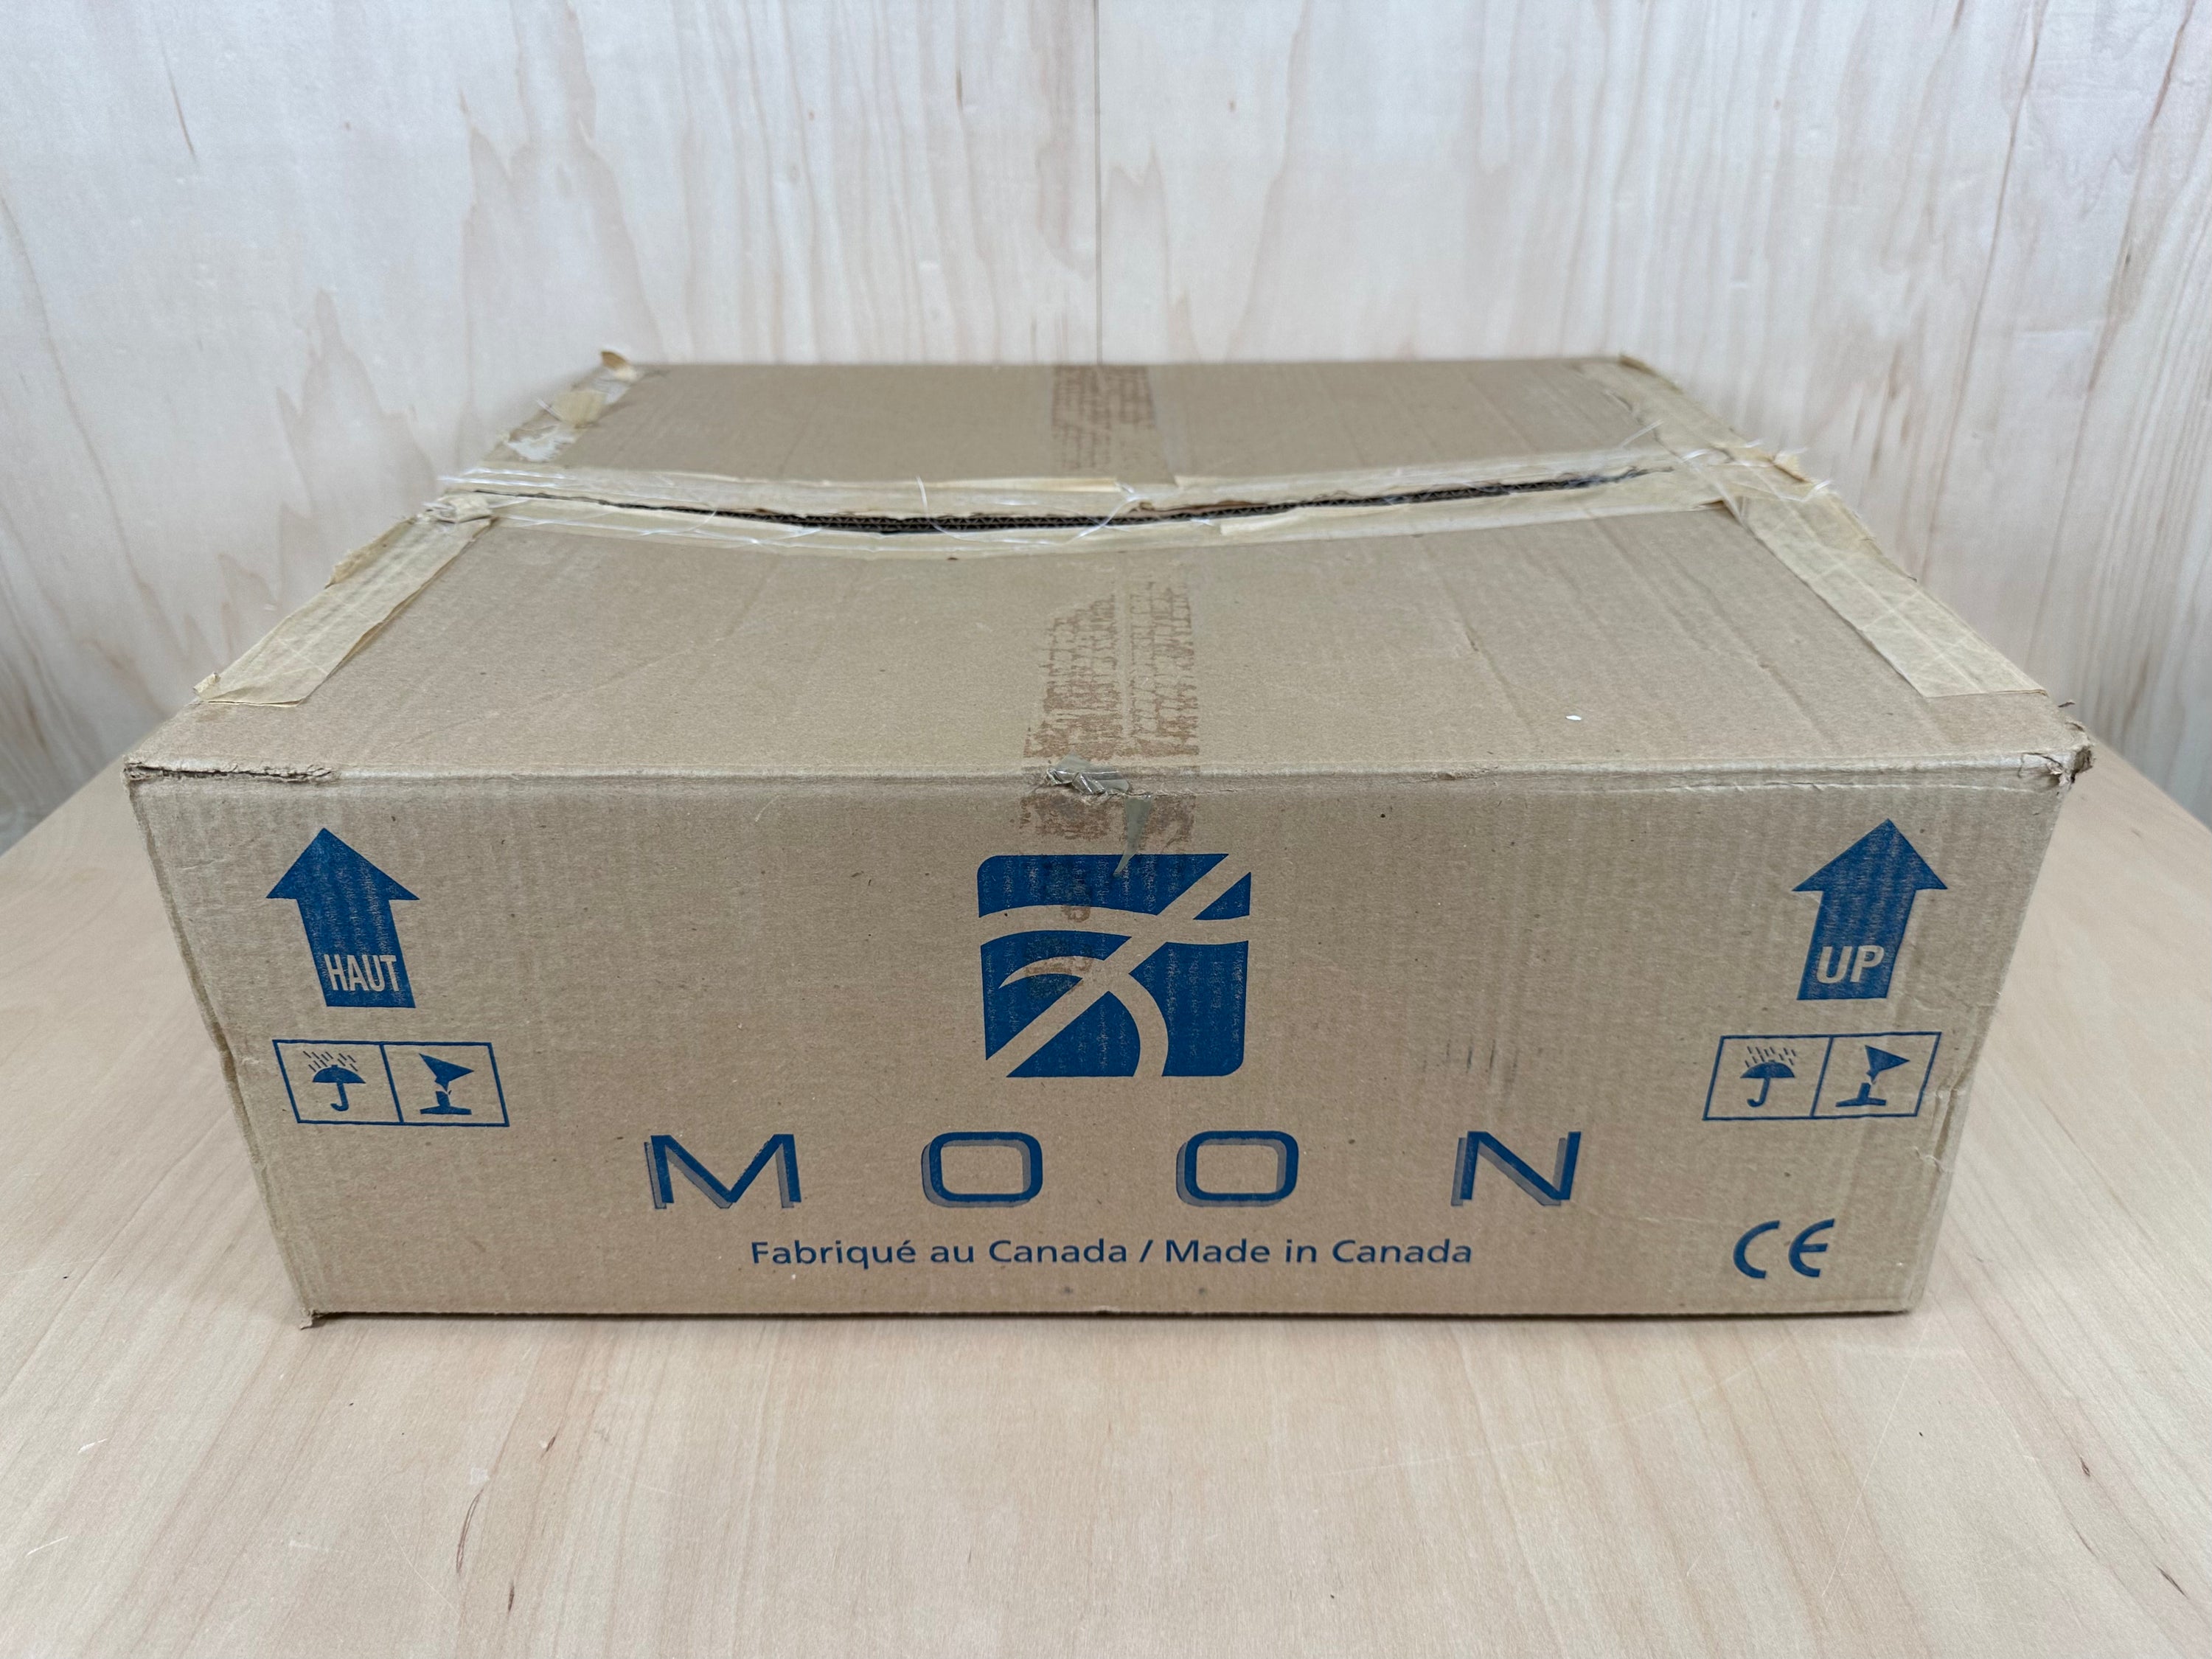 HAUT
UP
MOON
Fabriqué au Canada / Made in Canada
CE